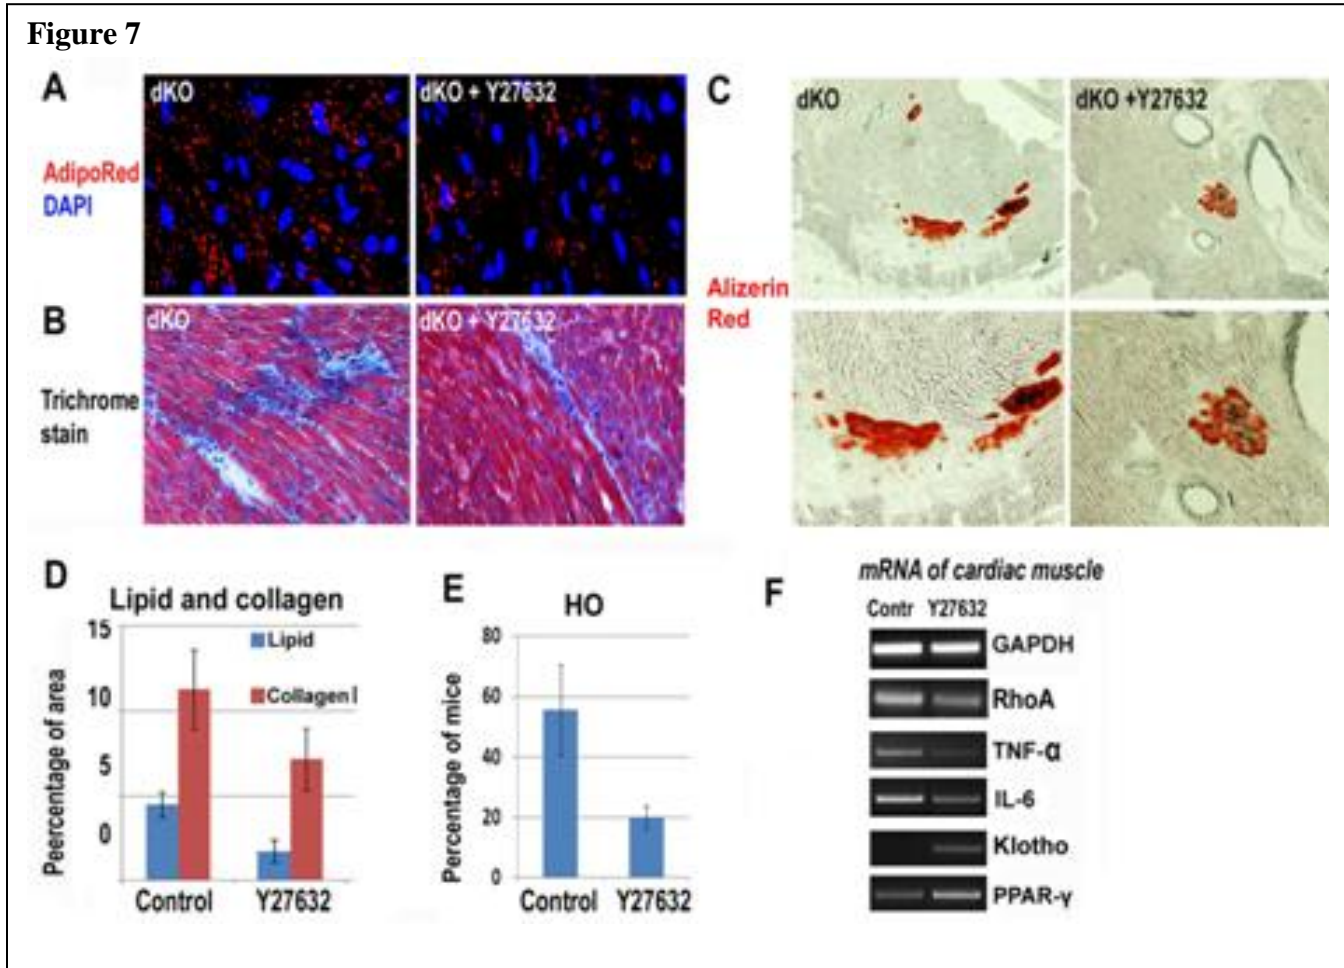 Figure 7
A
dKO
dKO + Y27632
AdipoRed
DAPI
B
dKO
dKO + Y27632
Trichrome
stain
C
dKO
dKO +Y27632
Alizerin
Red
D
Lipid and collagen
Peercentage of area
15
10
5
0
Lipid
Collagen I
Control
Y27632
E
HO
Percentage of mice
80
60
40
20
0
Control
Y27632
F
mRNA of cardiac muscle
Contr Y27632
GAPDH
RhoA
TNF-α
IL-6
Klotho
PPAR-γ